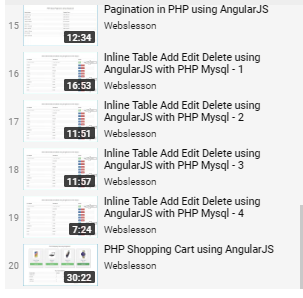 Pagination in PHP using AngularJS
15
12:34
Webslesson
Inline Table Add Edit Delete using
AngularJS with PHP Mysql - 1
16
16:53
Webslesson
Inline Table Add Edit Delete using
AngularJS with PHP Mysql - 2
17
11:51
Webslesson
Inline Table Add Edit Delete using
AngularJS with PHP Mysql - 3
18
11:57
Webslesson
Inline Table Add Edit Delete using
AngularJS with PHP Mysql - 4
19
7:24
Webslesson
PHP Shopping Cart using AngularJS
20
30:22
Webslesson